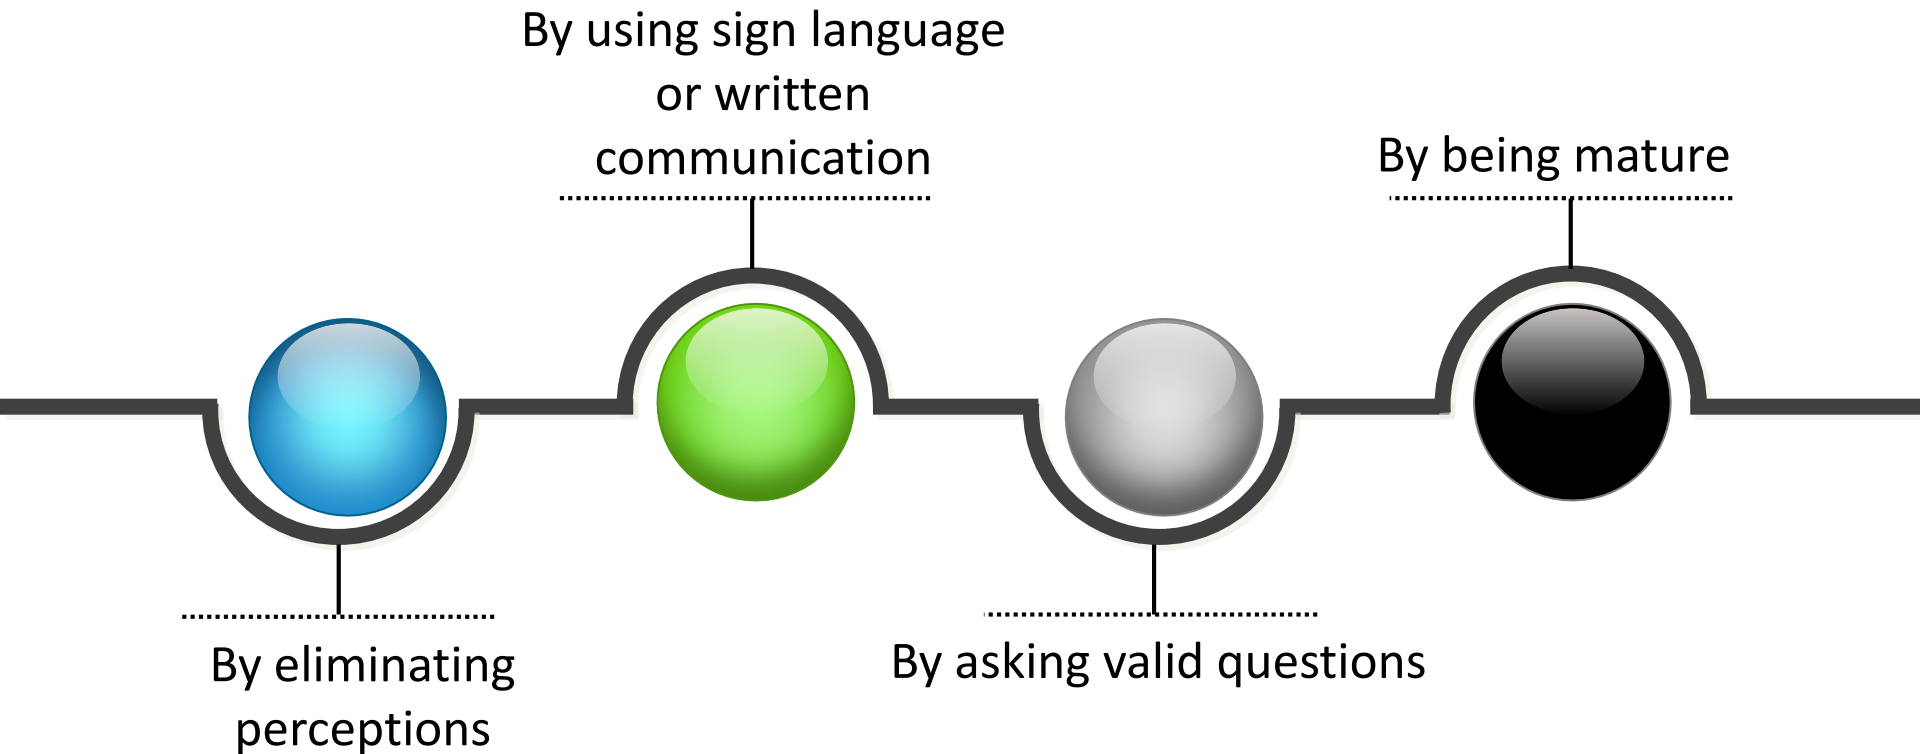 By using sign language
or written
communication
By being mature
By eliminating
perceptions
By asking valid questions